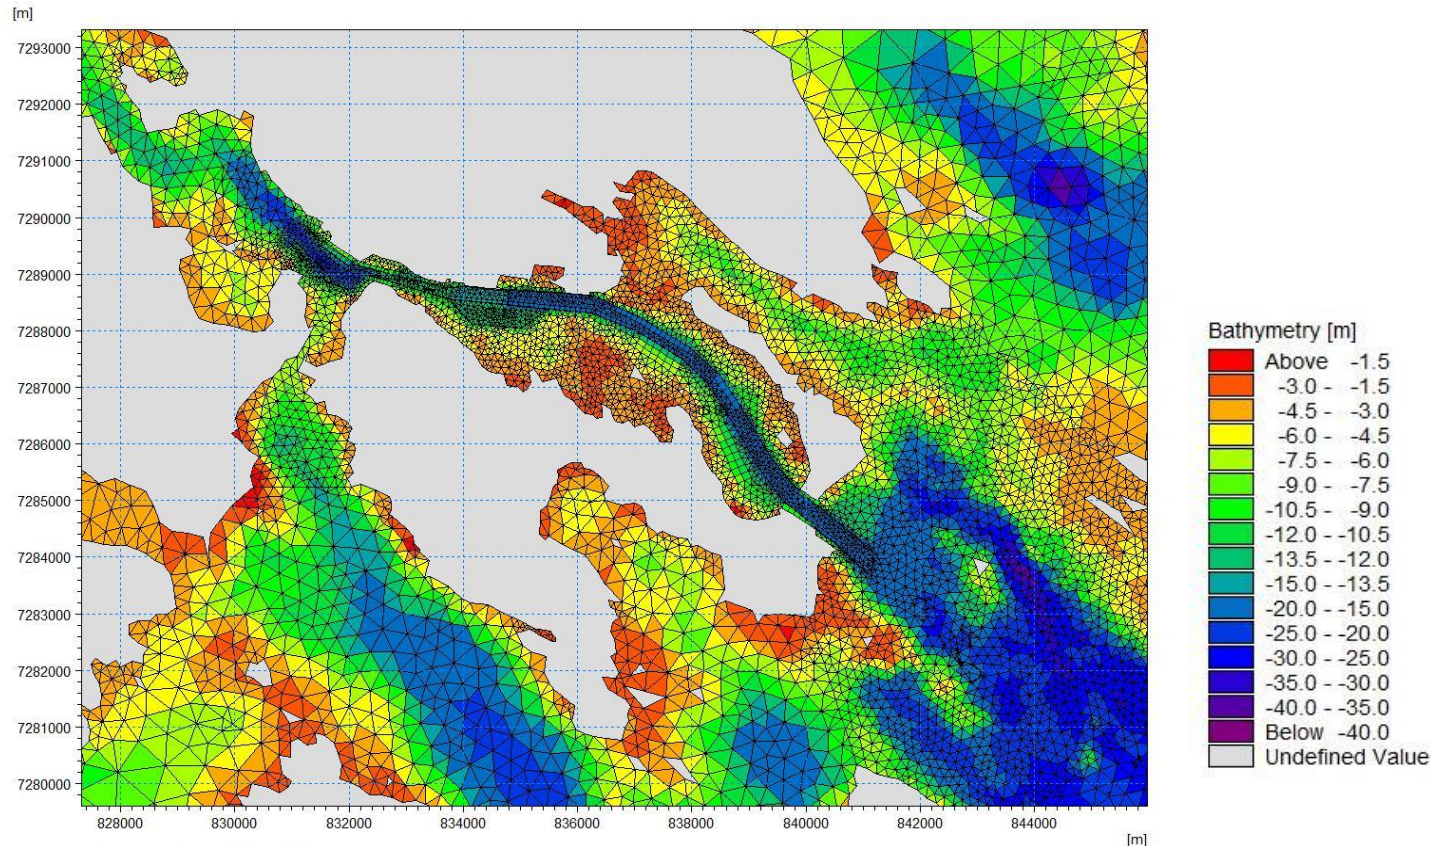 [m]
7293000
7292000
7291000
7290000
7289000
7288000
7287000
7286000
7285000
7284000
7283000
7282000
7281000
7280000
828000 830000 832000 834000 836000 838000 840000 842000 844000
[m]
Bathymetry [m]
Above -1.5
-3.0 - -1.5
-4.5 - -3.0
-6.0 - -4.5
-7.5 - -6.0
-9.0 - -7.5
-10.5 - -9.0
-12.0 - -10.5
-13.5 - -12.0
-15.0 - -13.5
-20.0 - -15.0
-25.0 - -20.0
-30.0 - -25.0
-35.0 - -30.0
-40.0 - -35.0
Below -40.0
Undefined Value